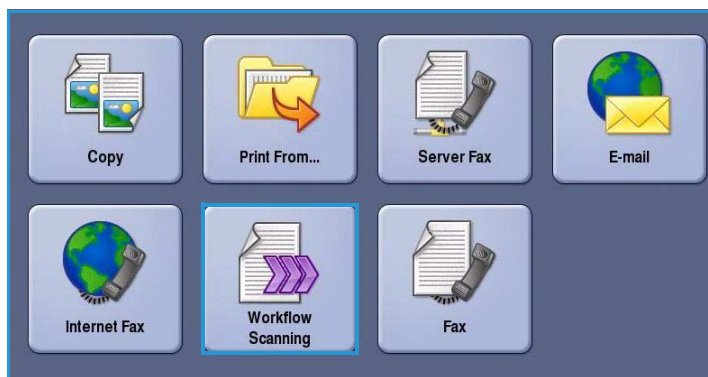 Copy
Print From...
Server Fax
E-mail
Internet Fax
Workflow
Scanning
Fax